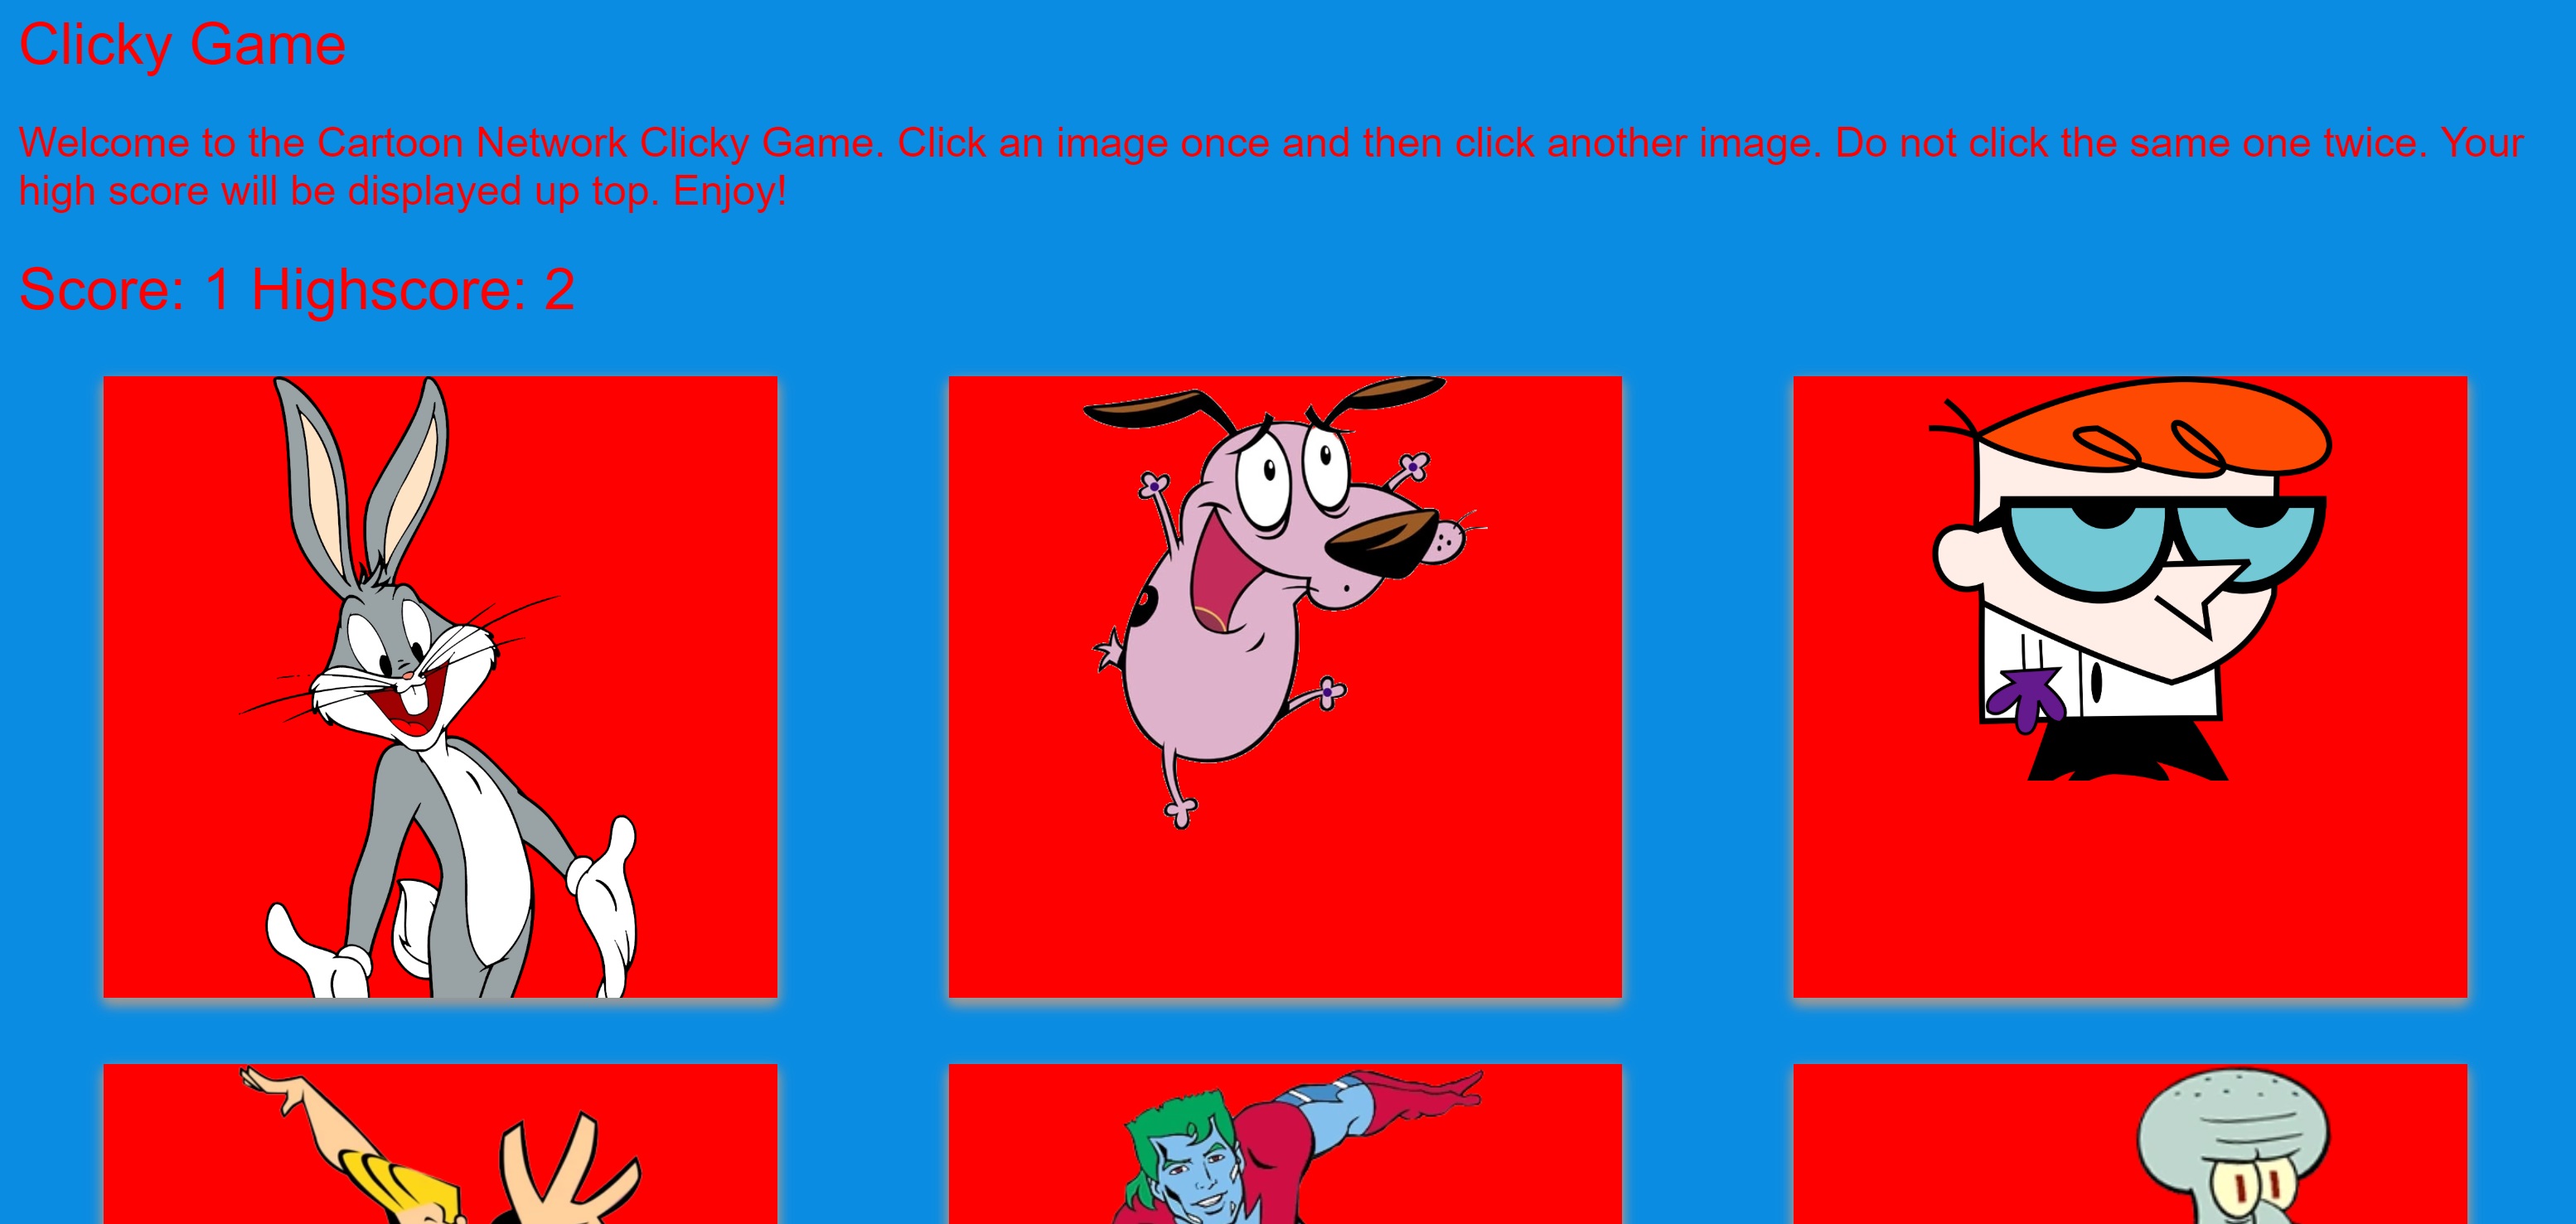 Clicky Game
Welcome to the Cartoon Network Clicky Game. Click an image once and then click another image. Do not click the same one twice. Your
high score will be displayed up top. Enjoy!
Score: 1 Highscore: 2